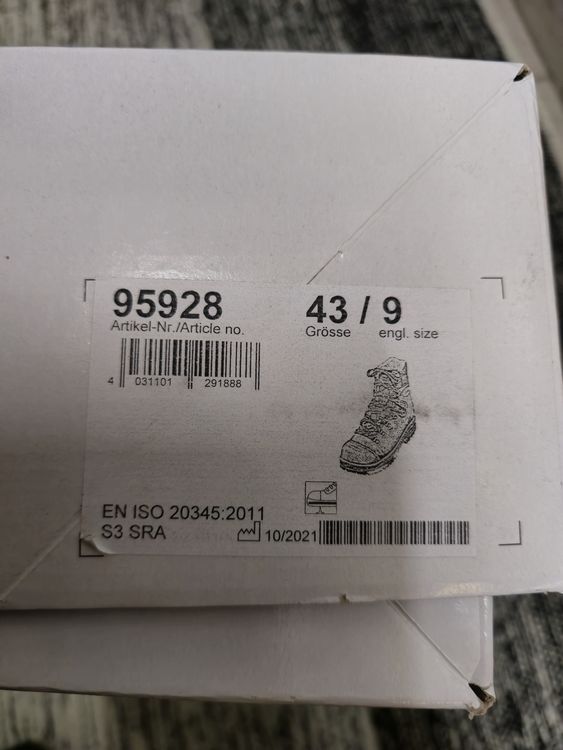 95928
Artikel-Nr./Article no.
43 / 9
Grösse engl. size
4 031101 291888
EN ISO 20345:2011
S3 SRA
10/2021